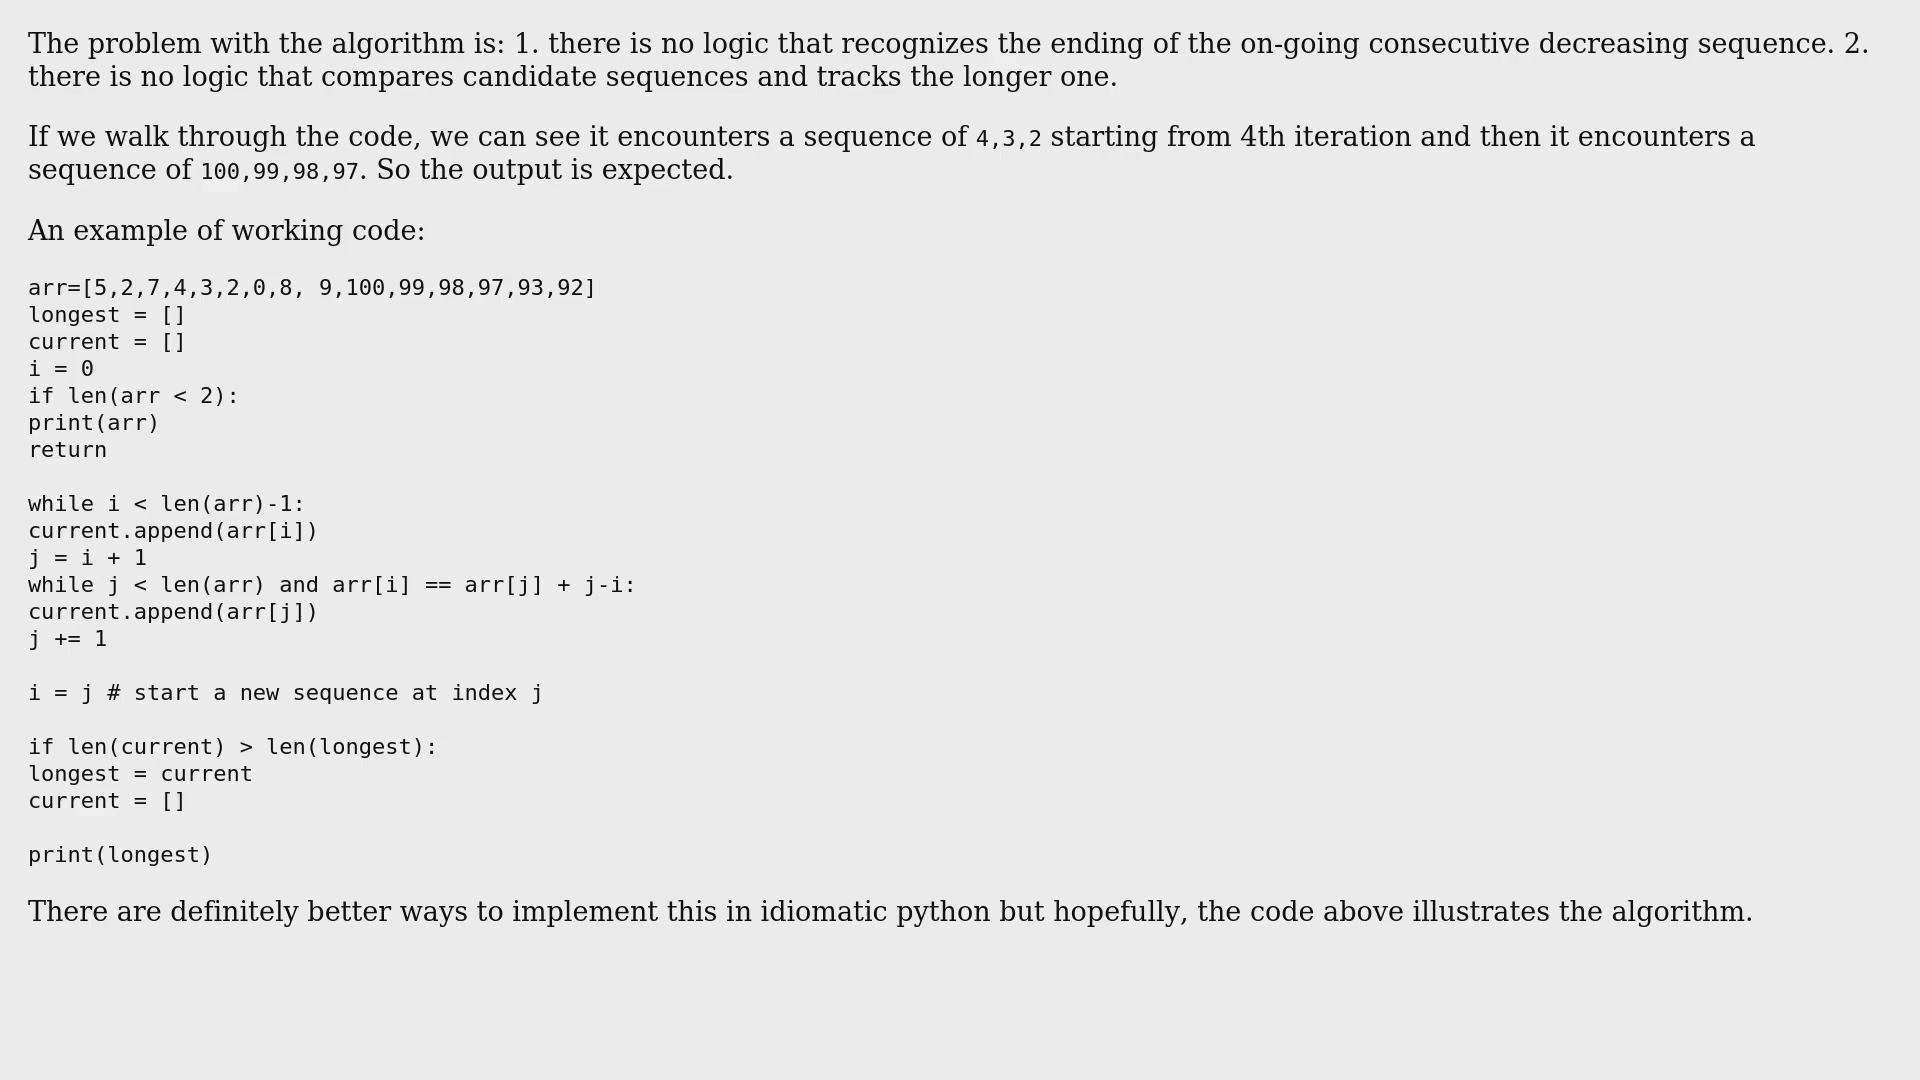 The problem with the algorithm is: 1. there is no logic that recognizes the ending of the on-going consecutive decreasing sequence. 2.
there is no logic that compares candidate sequences and tracks the longer one.
If we walk through the code, we can see it encounters a sequence of 4,3,2 starting from 4th iteration and then it encounters a
sequence of 100,99,98,97. So the output is expected.
An example of working code:
arr=[5,2,7,4,3,2,0,8, 9,100,99,98,97,93,92]
longest = []
current = []
i = 0
if len(arr < 2):
print(arr)
return
while i < len(arr)-1:
current.append(arr[i])
j = i + 1
while j < len(arr) and arr[i] == arr[j] + j-i:
current.append(arr[j])
j += 1
i = j # start a new sequence at index j
if len(current) > len(longest):
longest = current
current = []
print(longest)
There are definitely better ways to implement this in idiomatic python but hopefully, the code above illustrates the algorithm.